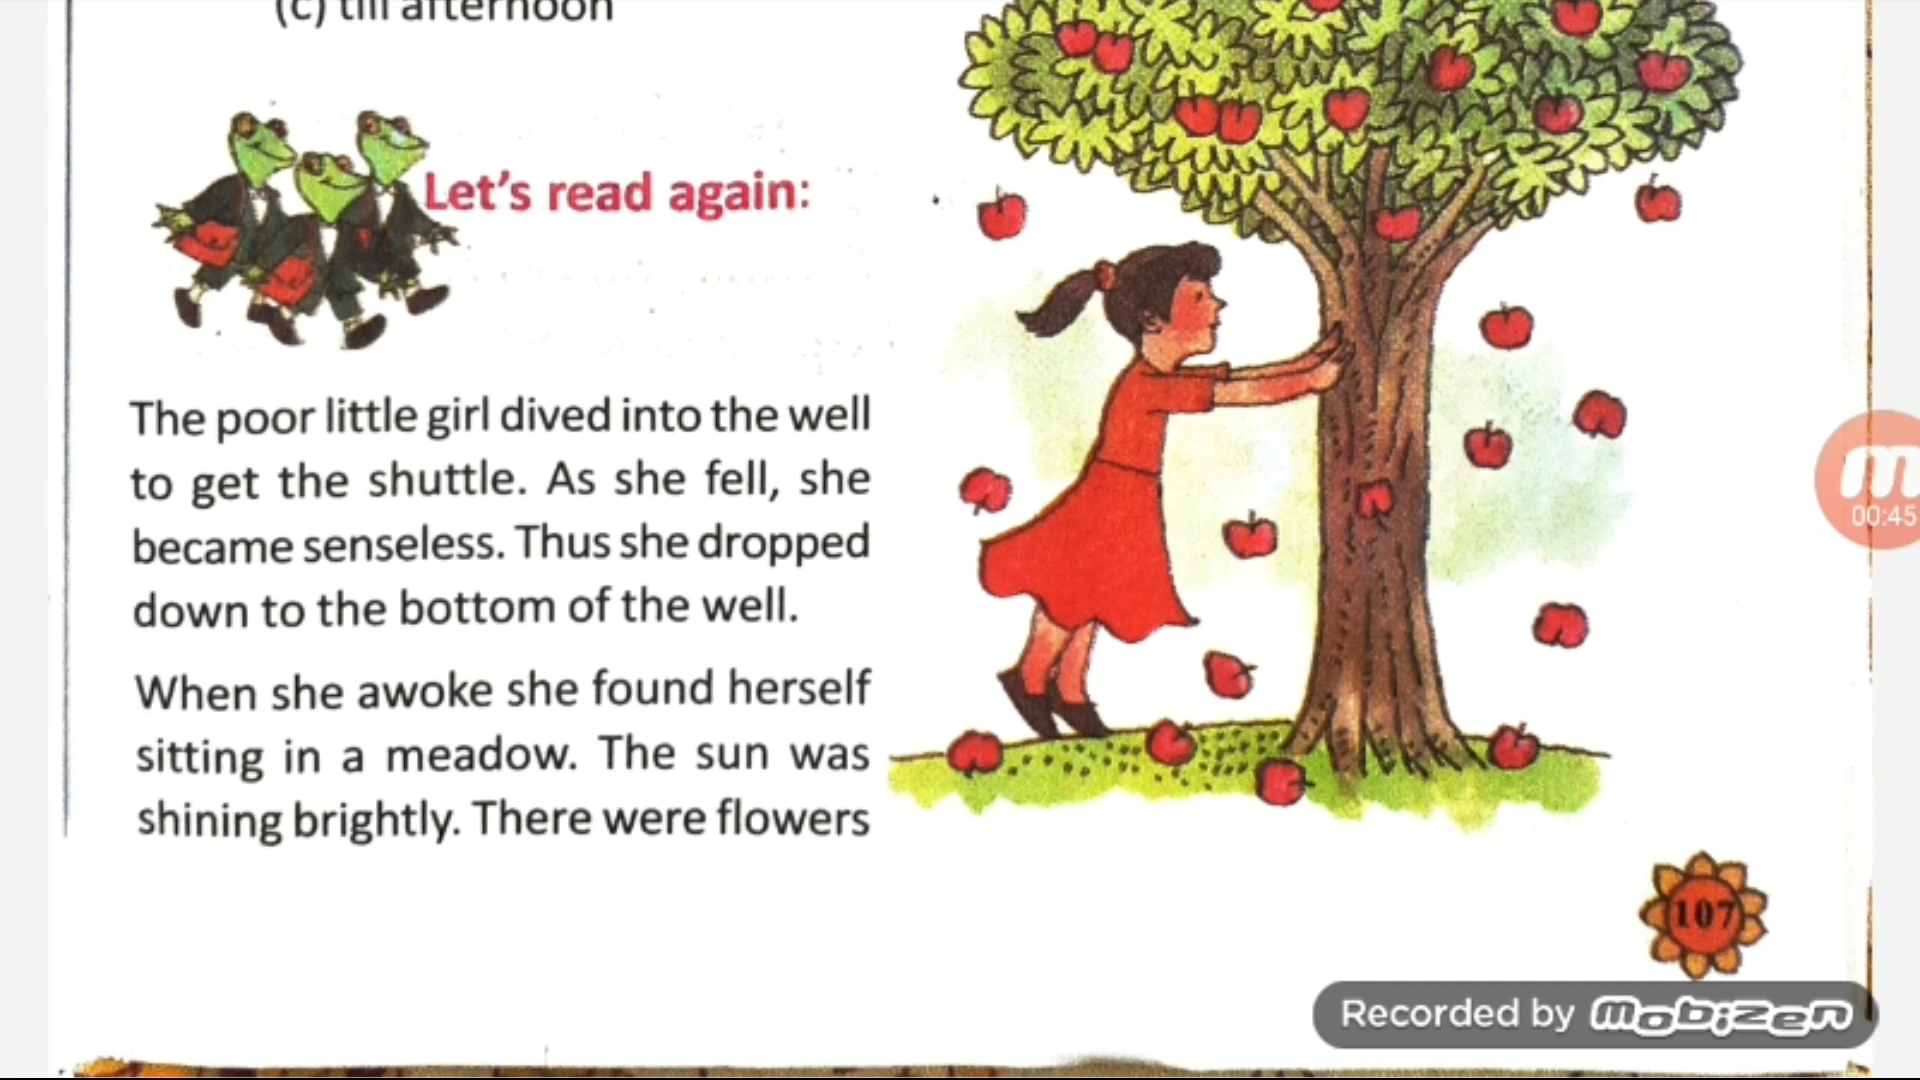 (c) till afternoon
Let's read again:
The poor little girl dived into the well
to get the shuttle. As she fell, she
became senseless. Thus she dropped
down to the bottom of the well.
When she awoke she found herself
sitting in a meadow. The sun was
shining brightly. There were flowers
00:45
107
Recorded by Mobizen